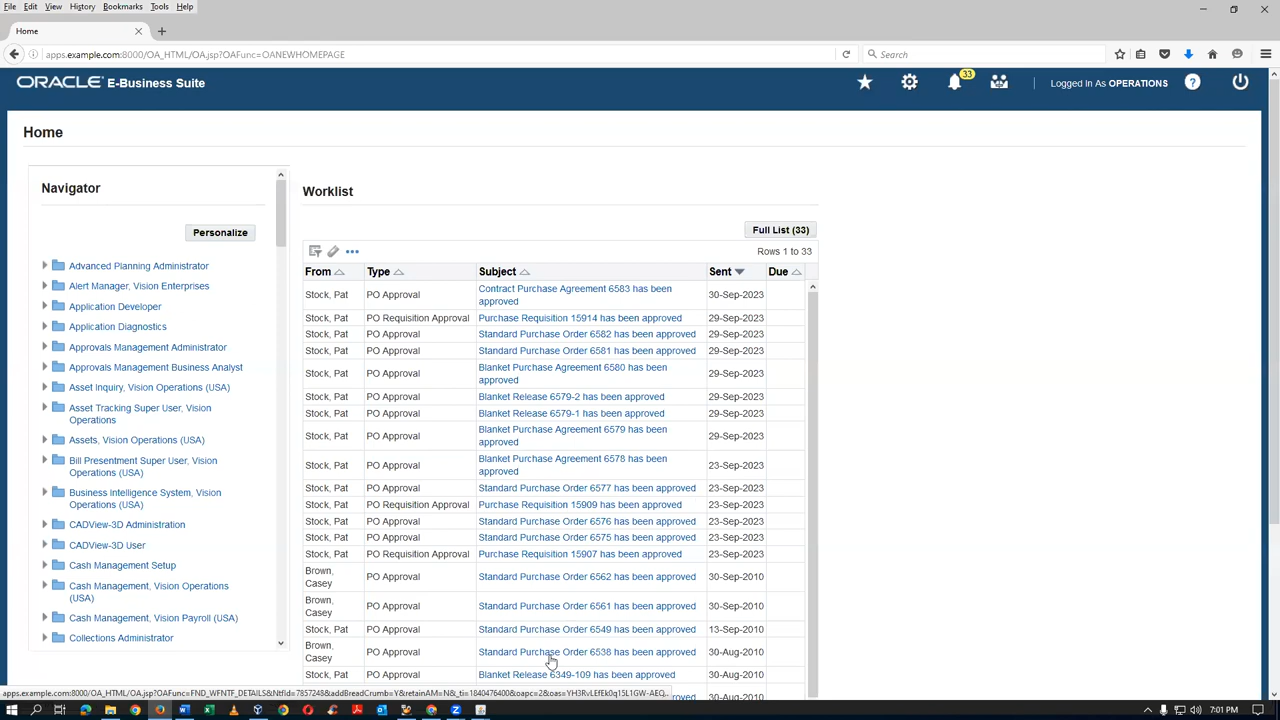 File Edit View History Bookmarks Tools Help
Home
apps.example.com:8000/OA_HTML/OA.jsp?OAFunc=OANEWHOMEPAGE
Search
ORACLE E-Business Suite
33
Logged In As OPERATIONS
Home
Navigator
Personalize
Advanced Planning Administrator
Alert Manager, Vision Enterprises
Application Developer
Application Diagnostics
Approvals Management Administrator
Approvals Management Business Analyst
Asset Inquiry, Vision Operations (USA)
Asset Tracking Super User, Vision
Operations
Assets, Vision Operations (USA)
Bill Presentment Super User, Vision
Operations (USA)
Business Intelligence System, Vision
Operations (USA)
CADView-3D Administration
CADView-3D User
Cash Management Setup
Cash Management, Vision Operations
(USA)
Cash Management, Vision Payroll (USA)
Collections Administrator
Worklist
Full List (33)
Rows 1 to 33
From Type Subject Sent Due
Stock, Pat PO Approval Contract Purchase Agreement 6583 has been
approved 30-Sep-2023
Stock, Pat PO Requisition Approval Purchase Requisition 15914 has been approved 29-Sep-2023
Stock, Pat PO Approval Standard Purchase Order 6582 has been approved 29-Sep-2023
Stock, Pat PO Approval Standard Purchase Order 6581 has been approved 29-Sep-2023
Stock, Pat PO Approval Blanket Purchase Agreement 6580 has been
approved 29-Sep-2023
Stock, Pat PO Approval Blanket Release 6579-2 has been approved 29-Sep-2023
Stock, Pat PO Approval Blanket Release 6579-1 has been approved 29-Sep-2023
Stock, Pat PO Approval Blanket Purchase Agreement 6579 has been
approved 29-Sep-2023
Stock, Pat PO Approval Blanket Purchase Agreement 6578 has been
approved 23-Sep-2023
Stock, Pat PO Approval Standard Purchase Order 6577 has been approved 23-Sep-2023
Stock, Pat PO Requisition Approval Purchase Requisition 15909 has been approved 23-Sep-2023
Stock, Pat PO Approval Standard Purchase Order 6576 has been approved 23-Sep-2023
Stock, Pat PO Approval Standard Purchase Order 6575 has been approved 23-Sep-2023
Stock, Pat PO Requisition Approval Purchase Requisition 15907 has been approved 23-Sep-2023
Brown,
Casey PO Approval Standard Purchase Order 6562 has been approved 30-Sep-2010
Brown,
Casey PO Approval Standard Purchase Order 6561 has been approved 30-Sep-2010
Stock, Pat PO Approval Standard Purchase Order 6549 has been approved 13-Sep-2010
Brown,
Casey PO Approval Standard Purchase Order 6538 has been approved 30-Aug-2010
Stock, Pat PO Approval Blanket Release 6349-109 has been approved 30-Aug-2010
30-Aug-2010
7:01 PM